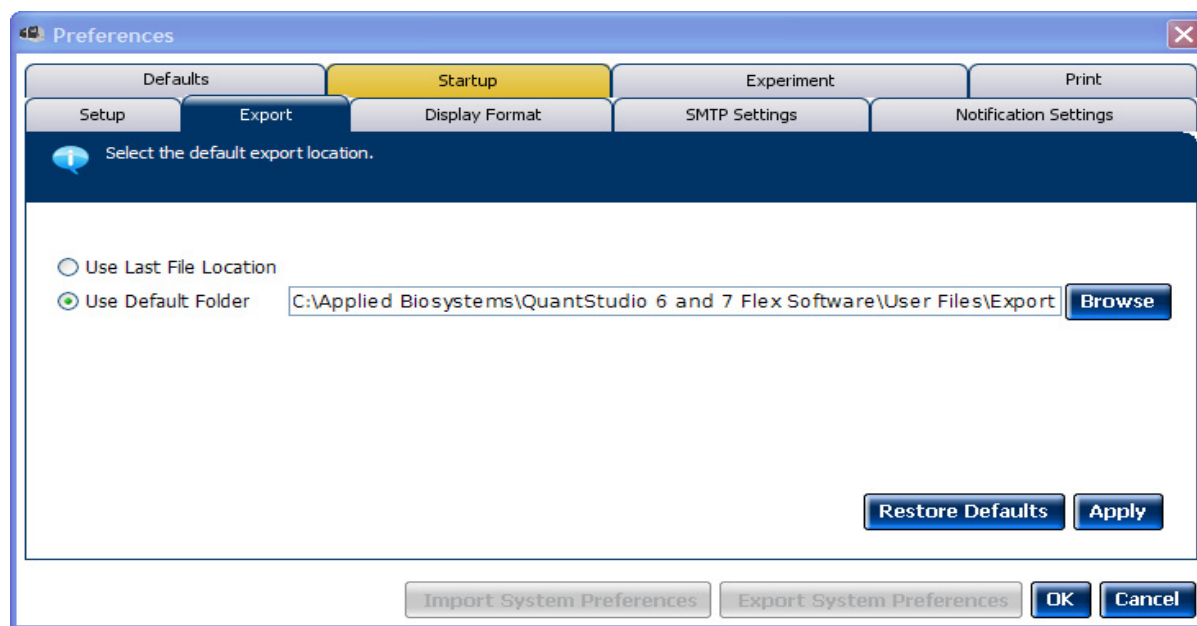 Preferences
Defaults Startup Experiment Print
Setup Export Display Format SMTP Settings Notification Settings
Select the default export location.
Use Last File Location
Use Default Folder C:\Applied Biosystems\QuantStudio 6 and 7 Flex Software\User Files\Export Browse
Restore Defaults Apply
Import System Preferences Export System Preferences OK Cancel